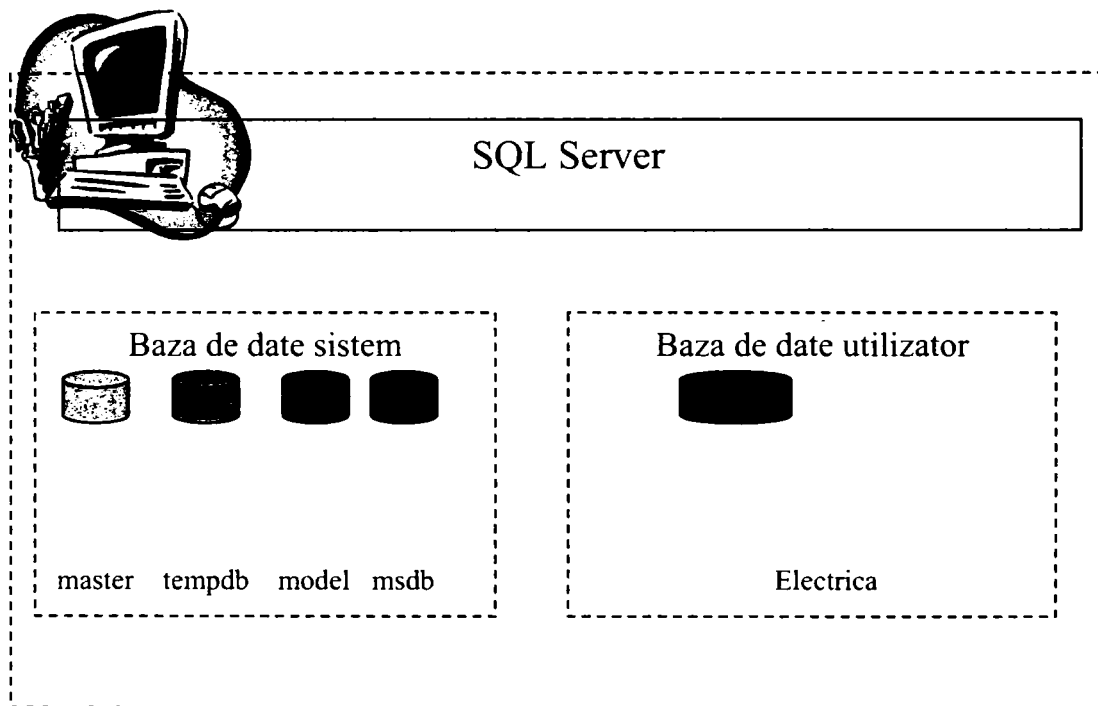 SQL Server
Baza de date sistem
master tempdb model msdb
Baza de date utilizator
Electrica